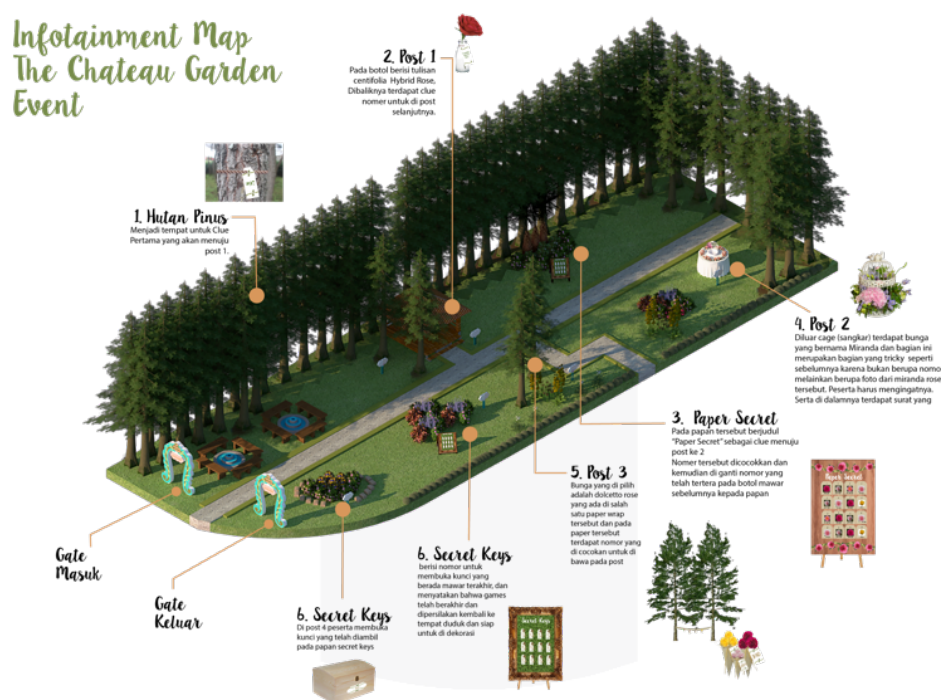 Infotainment Map
The Chateau Garden
Event
2. Post 1
Pada botol berisi tulisan
centifolia Hybrid Rose,
Dibaliknya terdapat clue
nomer untuk di post
selanjutnya.
1. Hutan Pinus
Menjadi tempat untuk Clue
Pertama yang akan menuju
post 1.
4. Post 2
Diluar cage (sangkar) terdapat bunga
yang bernama Miranda dan bagian ini
merupakan bagian yang tricky seperti
sebelumnya karena bukan berupa nomo
melainkan berupa foto dari miranda rose
tersebut. Peserta harus mengingatnya.
Serta di dalamnya terdapat surat yang
3. Paper Secret
Pada papan tersebut berjudul
"Paper Secret" sebagai clue menuju
post ke 2
Nomer tersebut dicocokkan dan
kemudian di ganti nomor yang
telah tertera pada botol mawar
sebelumnya kepada papan
Paper Secret
5. Post 3
Bunga yang di pilih
adalah dolcetto rose
yang ada di salah
satu paper wrap
tersebut dan pada
paper tersebut
terdapat nomor yang
di cocokan untuk di
bawa pada post
6. Secret Keys
berisi nomor untuk
membuka kunci yang
berada mawar terakhir, dan
menyatakan bahwa games
telah berakhir dan
dipersilakan kembali ke
tempat duduk dan siap
untuk di dekorasi
Secret Keys
Gate
Masuk
Gate
Keluar
6. Secret Keys
Di post 4 peserta membuka
kunci yang telah diambil
pada papan secret keys